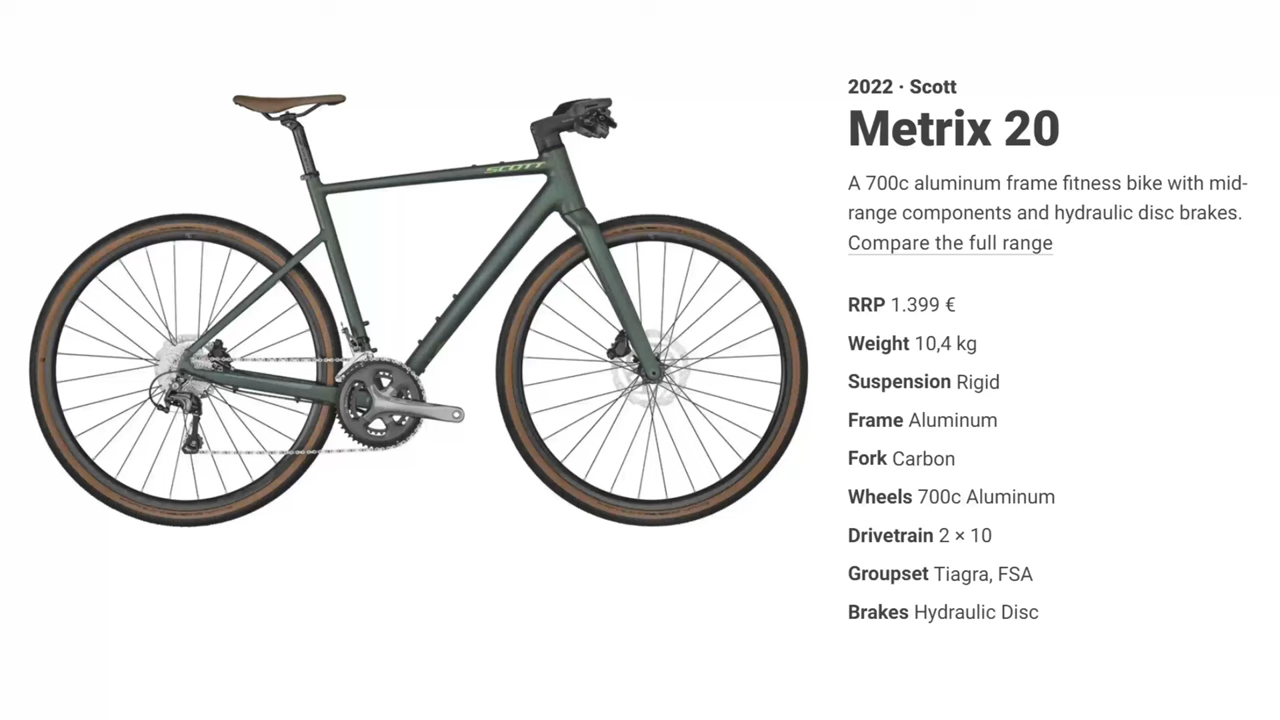 SCOTT
2022 · Scott
Metrix 20
A 700c aluminum frame fitness bike with mid-
range components and hydraulic disc brakes.
Compare the full range
RRP 1.399 €
Weight 10,4 kg
Suspension Rigid
Frame Aluminum
Fork Carbon
Wheels 700c Aluminum
Drivetrain 2 × 10
Groupset Tiagra, FSA
Brakes Hydraulic Disc